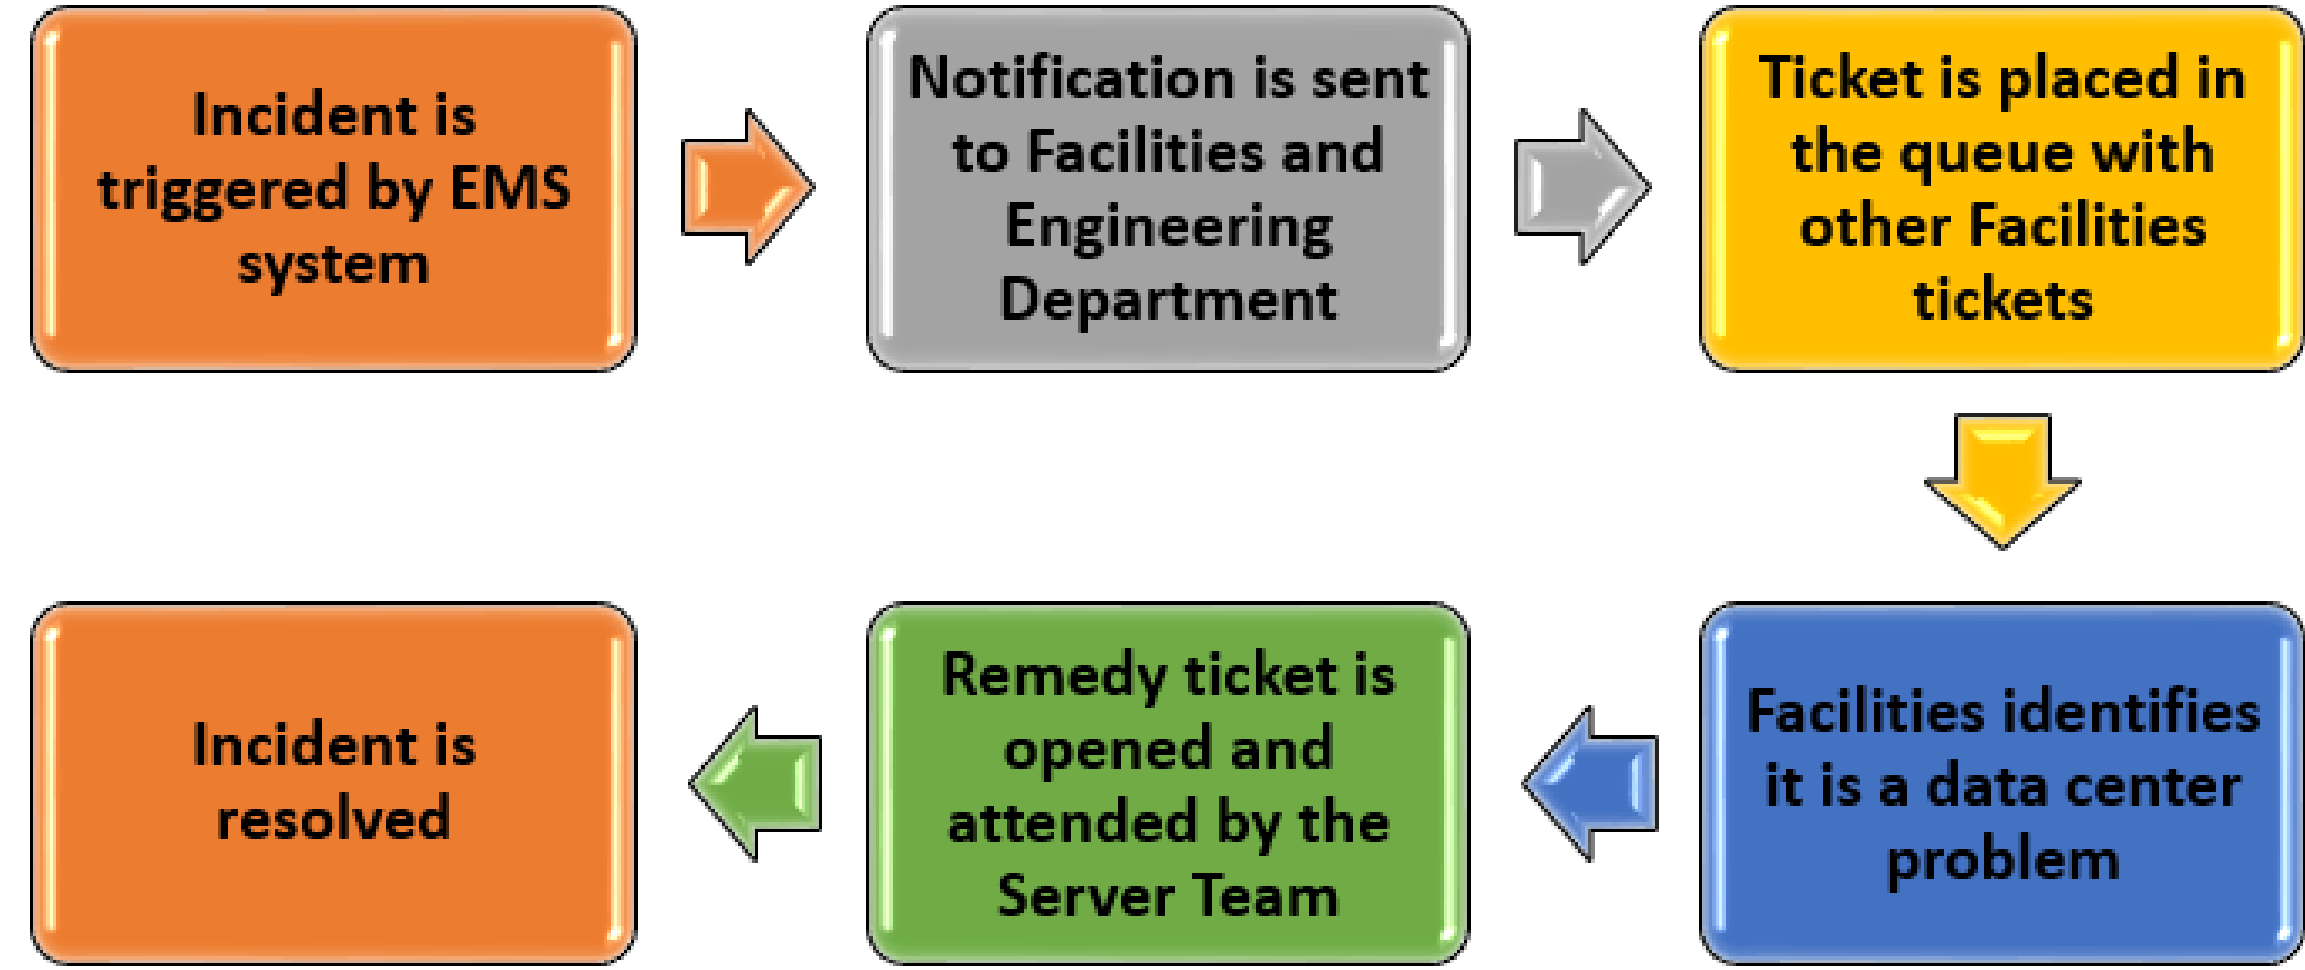 Incident is
triggered by EMS
system
Notification is sent
to Facilities and
Engineering
Department
Ticket is placed in
the queue with
other Facilities
tickets
Facilities identifies
it is a data center
problem
Remedy ticket is
opened and
attended by the
Server Team
Incident is
resolved